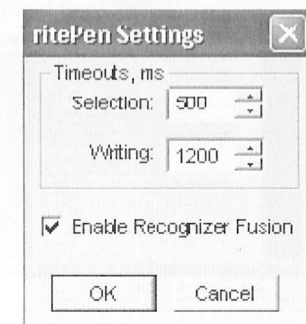 ritePen Settings
Timeouts, ms
Selection: 500
Writing: 1200
Enable Recognizer Fusion
OK Cancel